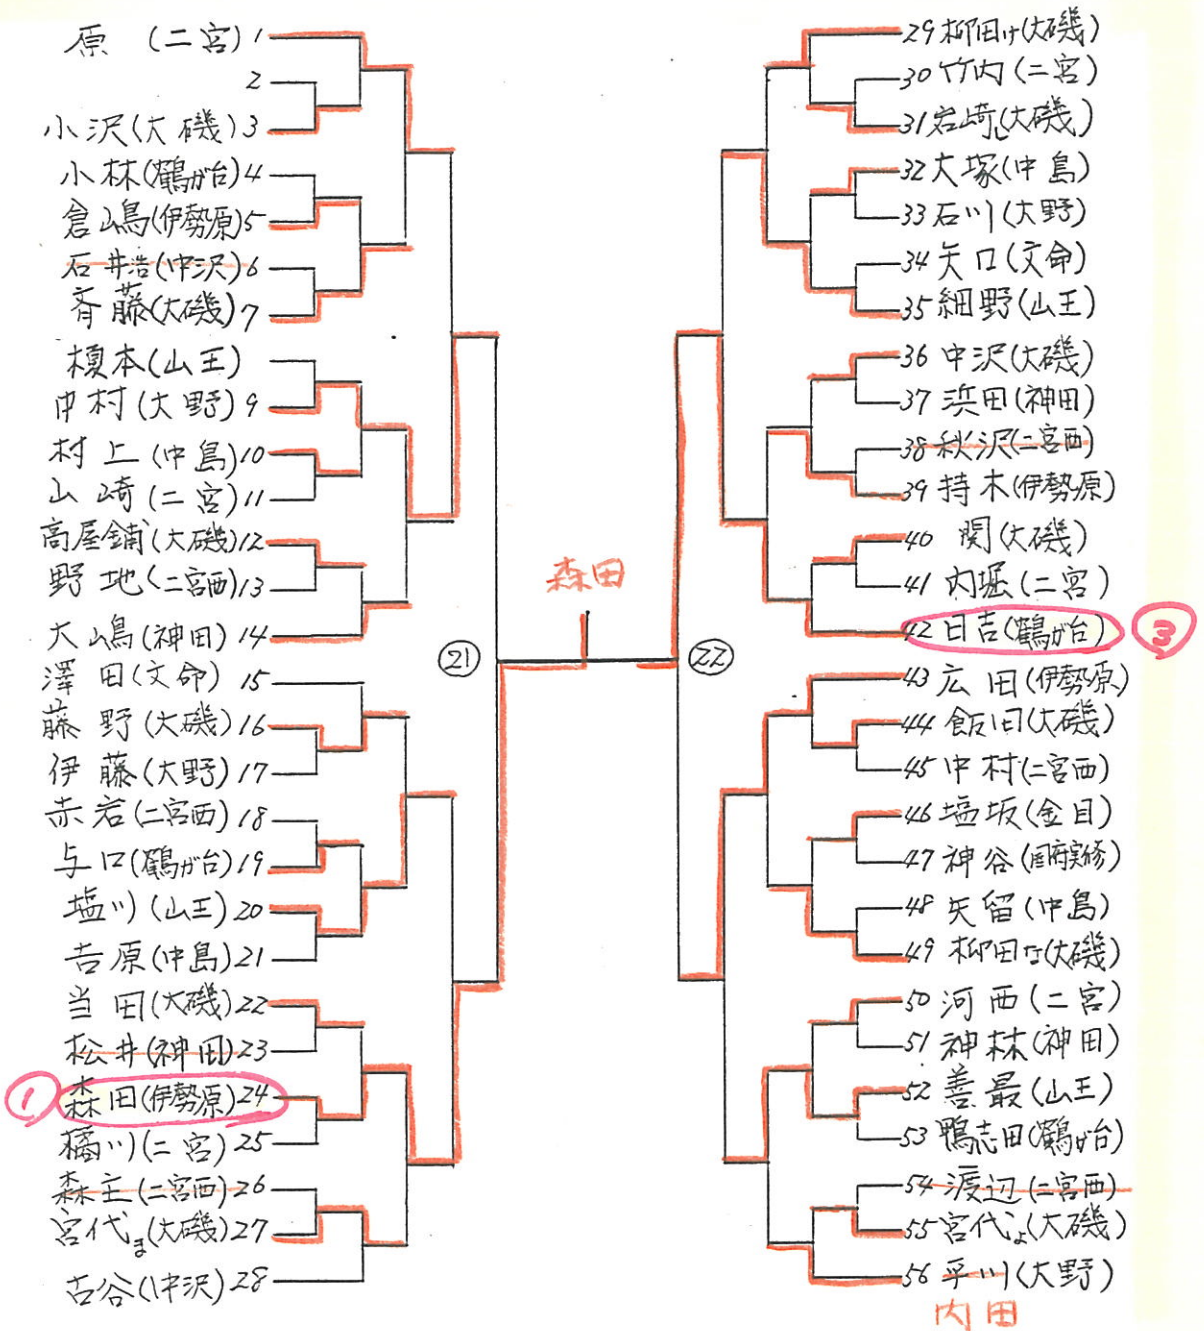 原 (二宮) 1
2
小沢(大磯) 3
小林(鶴が台) 4
倉嶋(伊勢原) 5
石井浩(中沢) 6
斉藤(大磯) 7
榎本(山王)
中村(大野) 9
村上(中島) 10
山崎(二宮) 11
高屋舗(大磯) 12
野地(二宮西) 13
大嶋(神田) 14
澤田(文命) 15
藤野(大磯) 16
伊藤(大野) 17
赤岩(二宮西) 18
与口(鶴が台) 19
塩川(山王) 20
吉原(中島) 21
当田(大磯) 22
松井(神田) 23
① 森田(伊勢原) 24
橘川(二宮) 25
森主(二宮西) 26
宮代ま(大磯) 27
古谷(中沢) 28
森田
㉑
㉒
29 柳田け(大磯)
30 竹内(二宮)
31 岩崎し(大磯)
32 大塚(中島)
33 石川(大野)
34 矢口(文命)
35 細野(山王)
36 中沢(大磯)
37 浜田(神田)
38 秋沢(二宮西)
39 持木(伊勢原)
40 関(大磯)
41 内堀(二宮)
42 日吉(鶴が台) ③
43 広田(伊勢原)
44 飯田(大磯)
45 中村(二宮西)
46 塩坂(金目)
47 神谷(国府実修)
48 矢留(中島)
49 柳田な(大磯)
50 河西(二宮)
51 神林(神田)
52 善最(山王)
53 鴨志田(鶴が台)
54 渡辺(二宮西)
55 宮代しょ(大磯)
56 平川(大野)
内田